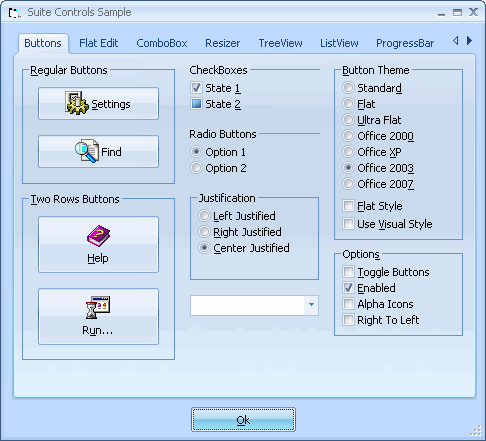 Suite Controls Sample
Buttons Flat Edit ComboBox Resizer TreeView ListView ProgressBar
Regular Buttons
Settings
Find
Two Rows Buttons
Help
Run...
CheckBoxes
State 1
State 2
Radio Buttons
Option 1
Option 2
Justification
Left Justified
Right Justified
Center Justified
Button Theme
Standard
Flat
Ultra Flat
Office 2000
Office XP
Office 2003
Office 2007
Flat Style
Use Visual Style
Options
Toggle Buttons
Enabled
Alpha Icons
Right To Left
Ok